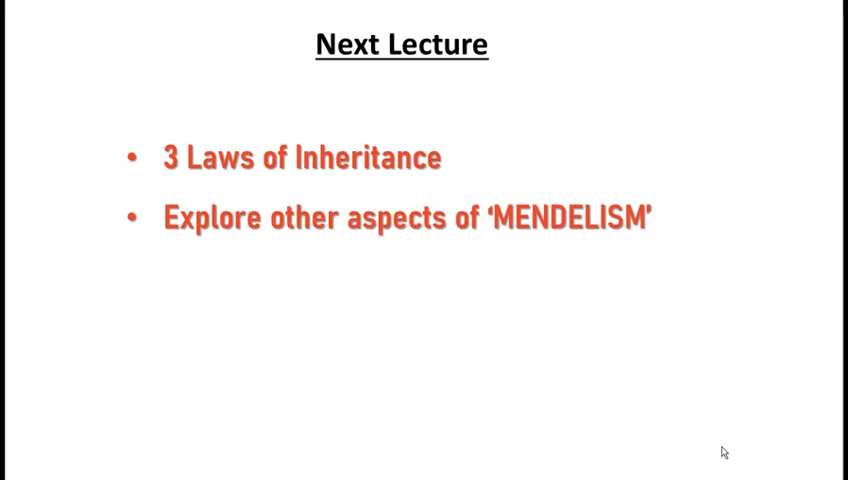 Next Lecture
• 3 Laws of Inheritance
• Explore other aspects of ‘MENDELISM’